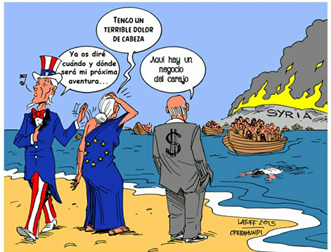 Ya os diré
cuándo y dónde
será mi próxima
aventura...
TENGO UN
TERRIBLE DOLOR
DE CABEZA
Aquí hay un
negocio
del carajo
SYRIA
$
LATUFF 2015
OPERAMUNDI